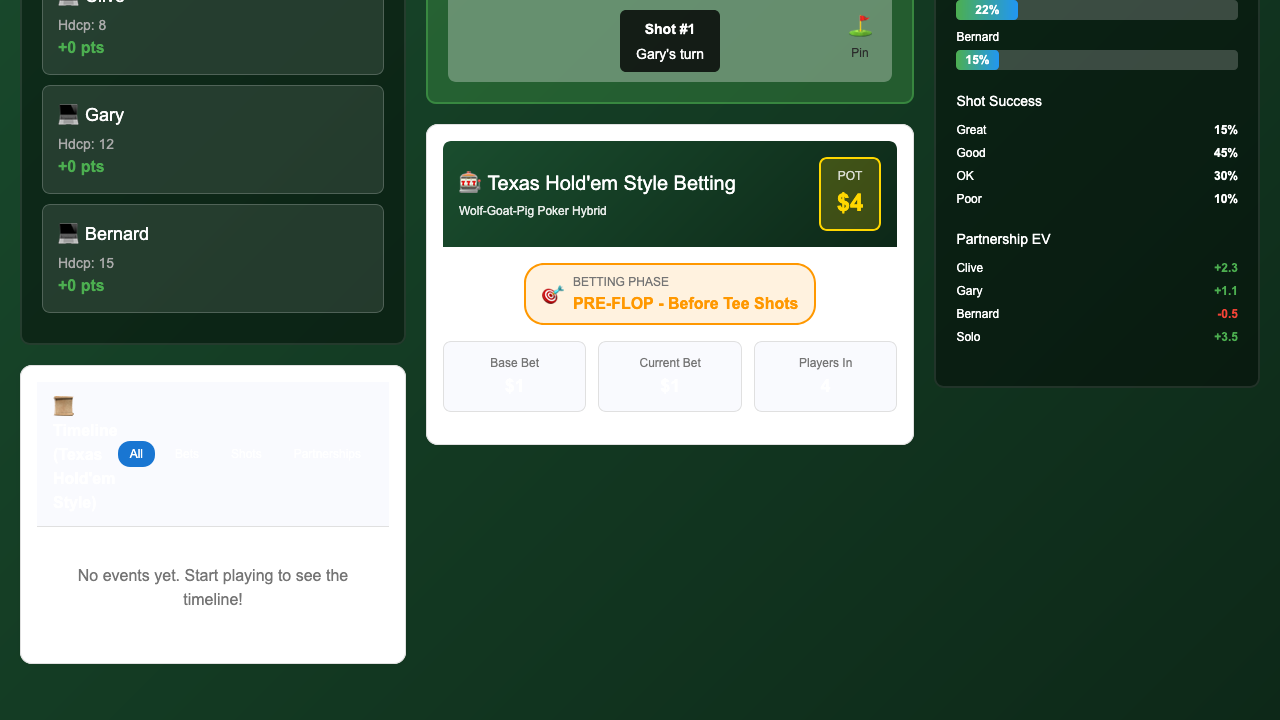 Clive
Hdcp: 8
+0 pts
Gary
Hdcp: 12
+0 pts
Bernard
Hdcp: 15
+0 pts
Timeline
(Texas
Hold'em
Style)
All
Bets
Shots
Partnerships
No events yet. Start playing to see the
timeline!
Shot #1
Gary's turn
Pin
Texas Hold'em Style Betting
Wolf-Goat-Pig Poker Hybrid
POT
$4
BETTING PHASE
PRE-FLOP - Before Tee Shots
Base Bet
$1
Current Bet
$1
Players In
4
22%
Bernard
15%
Shot Success
Great 15%
Good 45%
OK 30%
Poor 10%
Partnership EV
Clive +2.3
Gary +1.1
Bernard -0.5
Solo +3.5